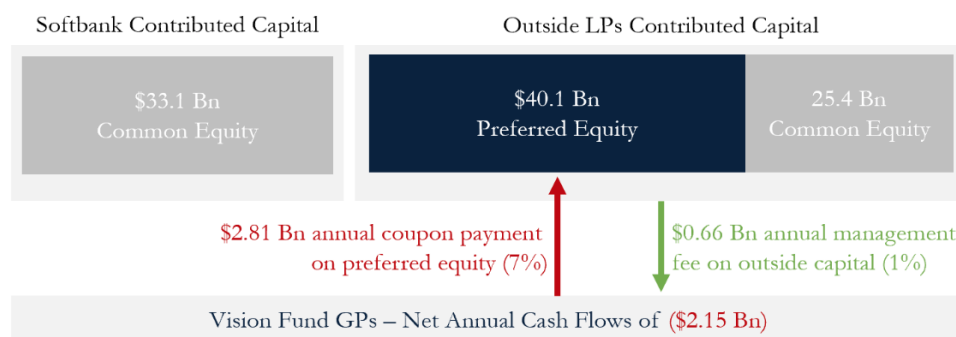 Softbank Contributed Capital
Outside LPs Contributed Capital
$33.1 Bn
Common Equity
$40.1 Bn
Preferred Equity
25.4 Bn
Common Equity
$2.81 Bn annual coupon payment
on preferred equity (7%)
$0.66 Bn annual management
fee on outside capital (1%)
Vision Fund GPs – Net Annual Cash Flows of ($2.15 Bn)